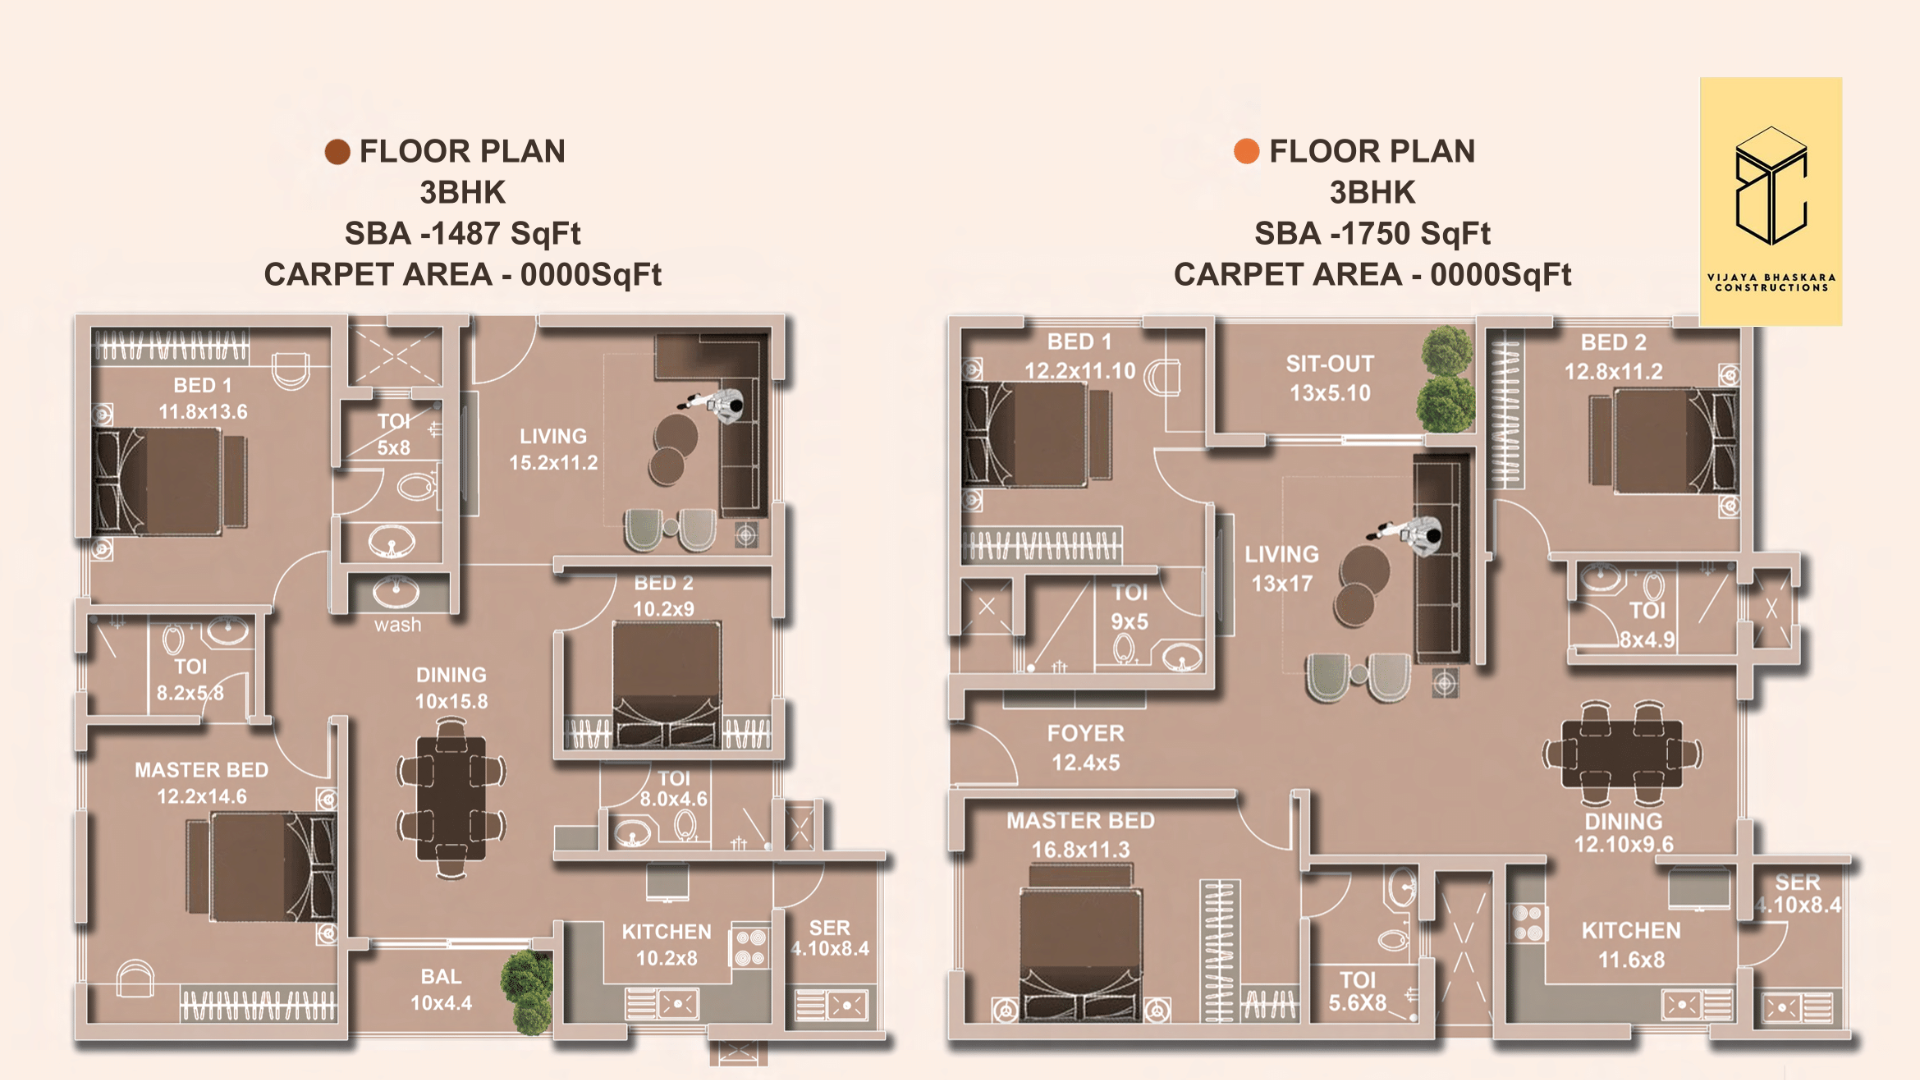 FLOOR PLAN
3BHK
SBA -1487 SqFt
CARPET AREA - 0000SqFt
BED 1
11.8x13.6
TOI
5x8
LIVING
15.2x11.2
BED 2
10.2x9
wash
TOI
8.2x5.8
DINING
10x15.8
MASTER BED
12.2x14.6
TOI
8.0x4.6
KITCHEN
10.2x8
SER
4.10x8.4
BAL
10x4.4
FLOOR PLAN
3BHK
SBA -1750 SqFt
CARPET AREA - 0000SqFt
VIJAYA BHASKARA
CONSTRUCTIONS
BED 1
12.2x11.10
SIT-OUT
13x5.10
BED 2
12.8x11.2
LIVING
13x17
TOI
9x5
TOI
8x4.9
FOYER
12.4x5
MASTER BED
16.8x11.3
DINING
12.10x9.6
SER
4.10x8.4
KITCHEN
11.6x8
TOI
5.6X8